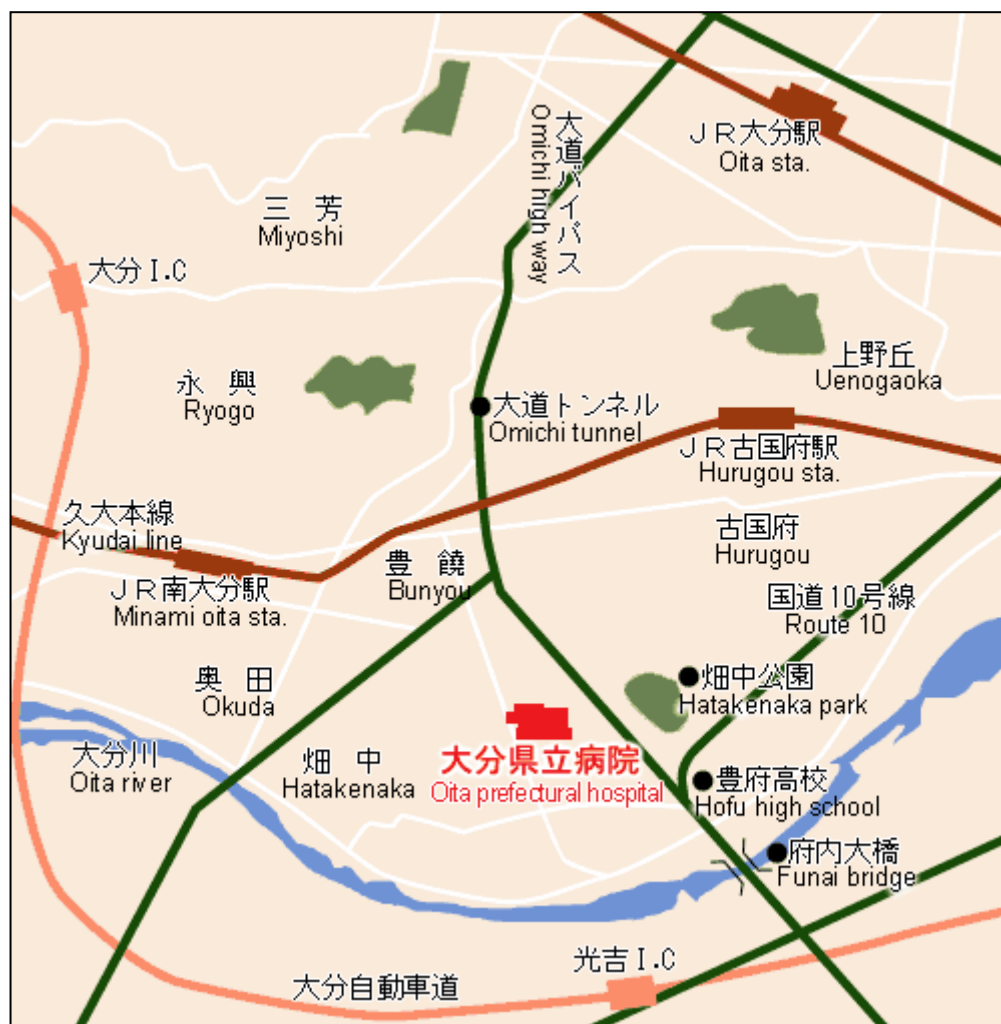 大道バイパス
Omichi high way
ＪＲ大分駅
Oita sta.
三 芳
Miyoshi
大分 I.C
上野丘
Uenogaoka
永 興
Ryogo
大道トンネル
Omichi tunnel
ＪＲ古国府駅
Hurugou sta.
久大本線
Kyudai line
古国府
Hurugou
豊 饒
Bunyou
ＪＲ南大分駅
Minami oita sta.
国道10号線
Route 10
奥 田
Okuda
畑中公園
Hatakenaka park
大分川
Oita river
畑 中
Hatakenaka
大分県立病院
Oita prefectural hospital
豊府高校
Hofu high school
府内大橋
Funai bridge
光吉 I.C
大分自動車道